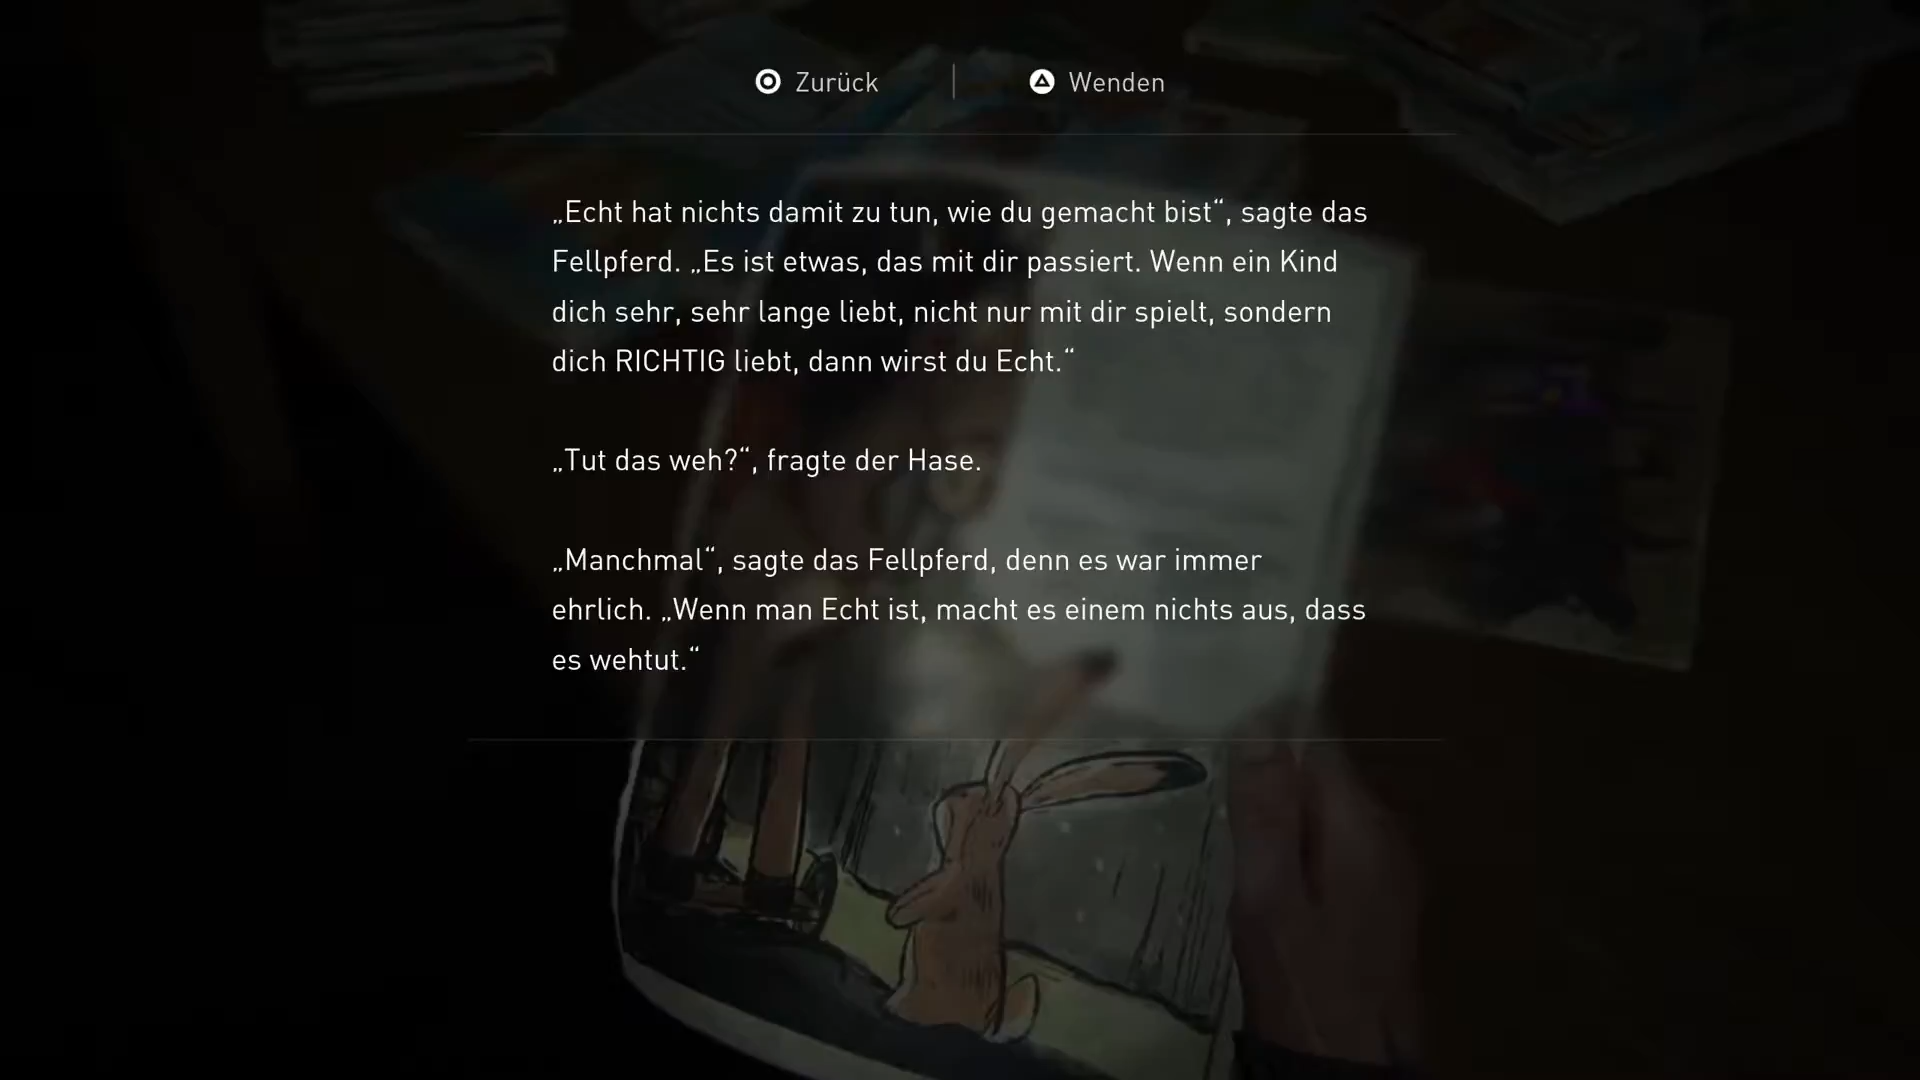 Zurück
Wenden
„Echt hat nichts damit zu tun, wie du gemacht bist“, sagte das
Fellpferd. „Es ist etwas, das mit dir passiert. Wenn ein Kind
dich sehr, sehr lange liebt, nicht nur mit dir spielt, sondern
dich RICHTIG liebt, dann wirst du Echt.“
„Tut das weh?“, fragte der Hase.
„Manchmal“, sagte das Fellpferd, denn es war immer
ehrlich. „Wenn man Echt ist, macht es einem nichts aus, dass
es wehtut.“